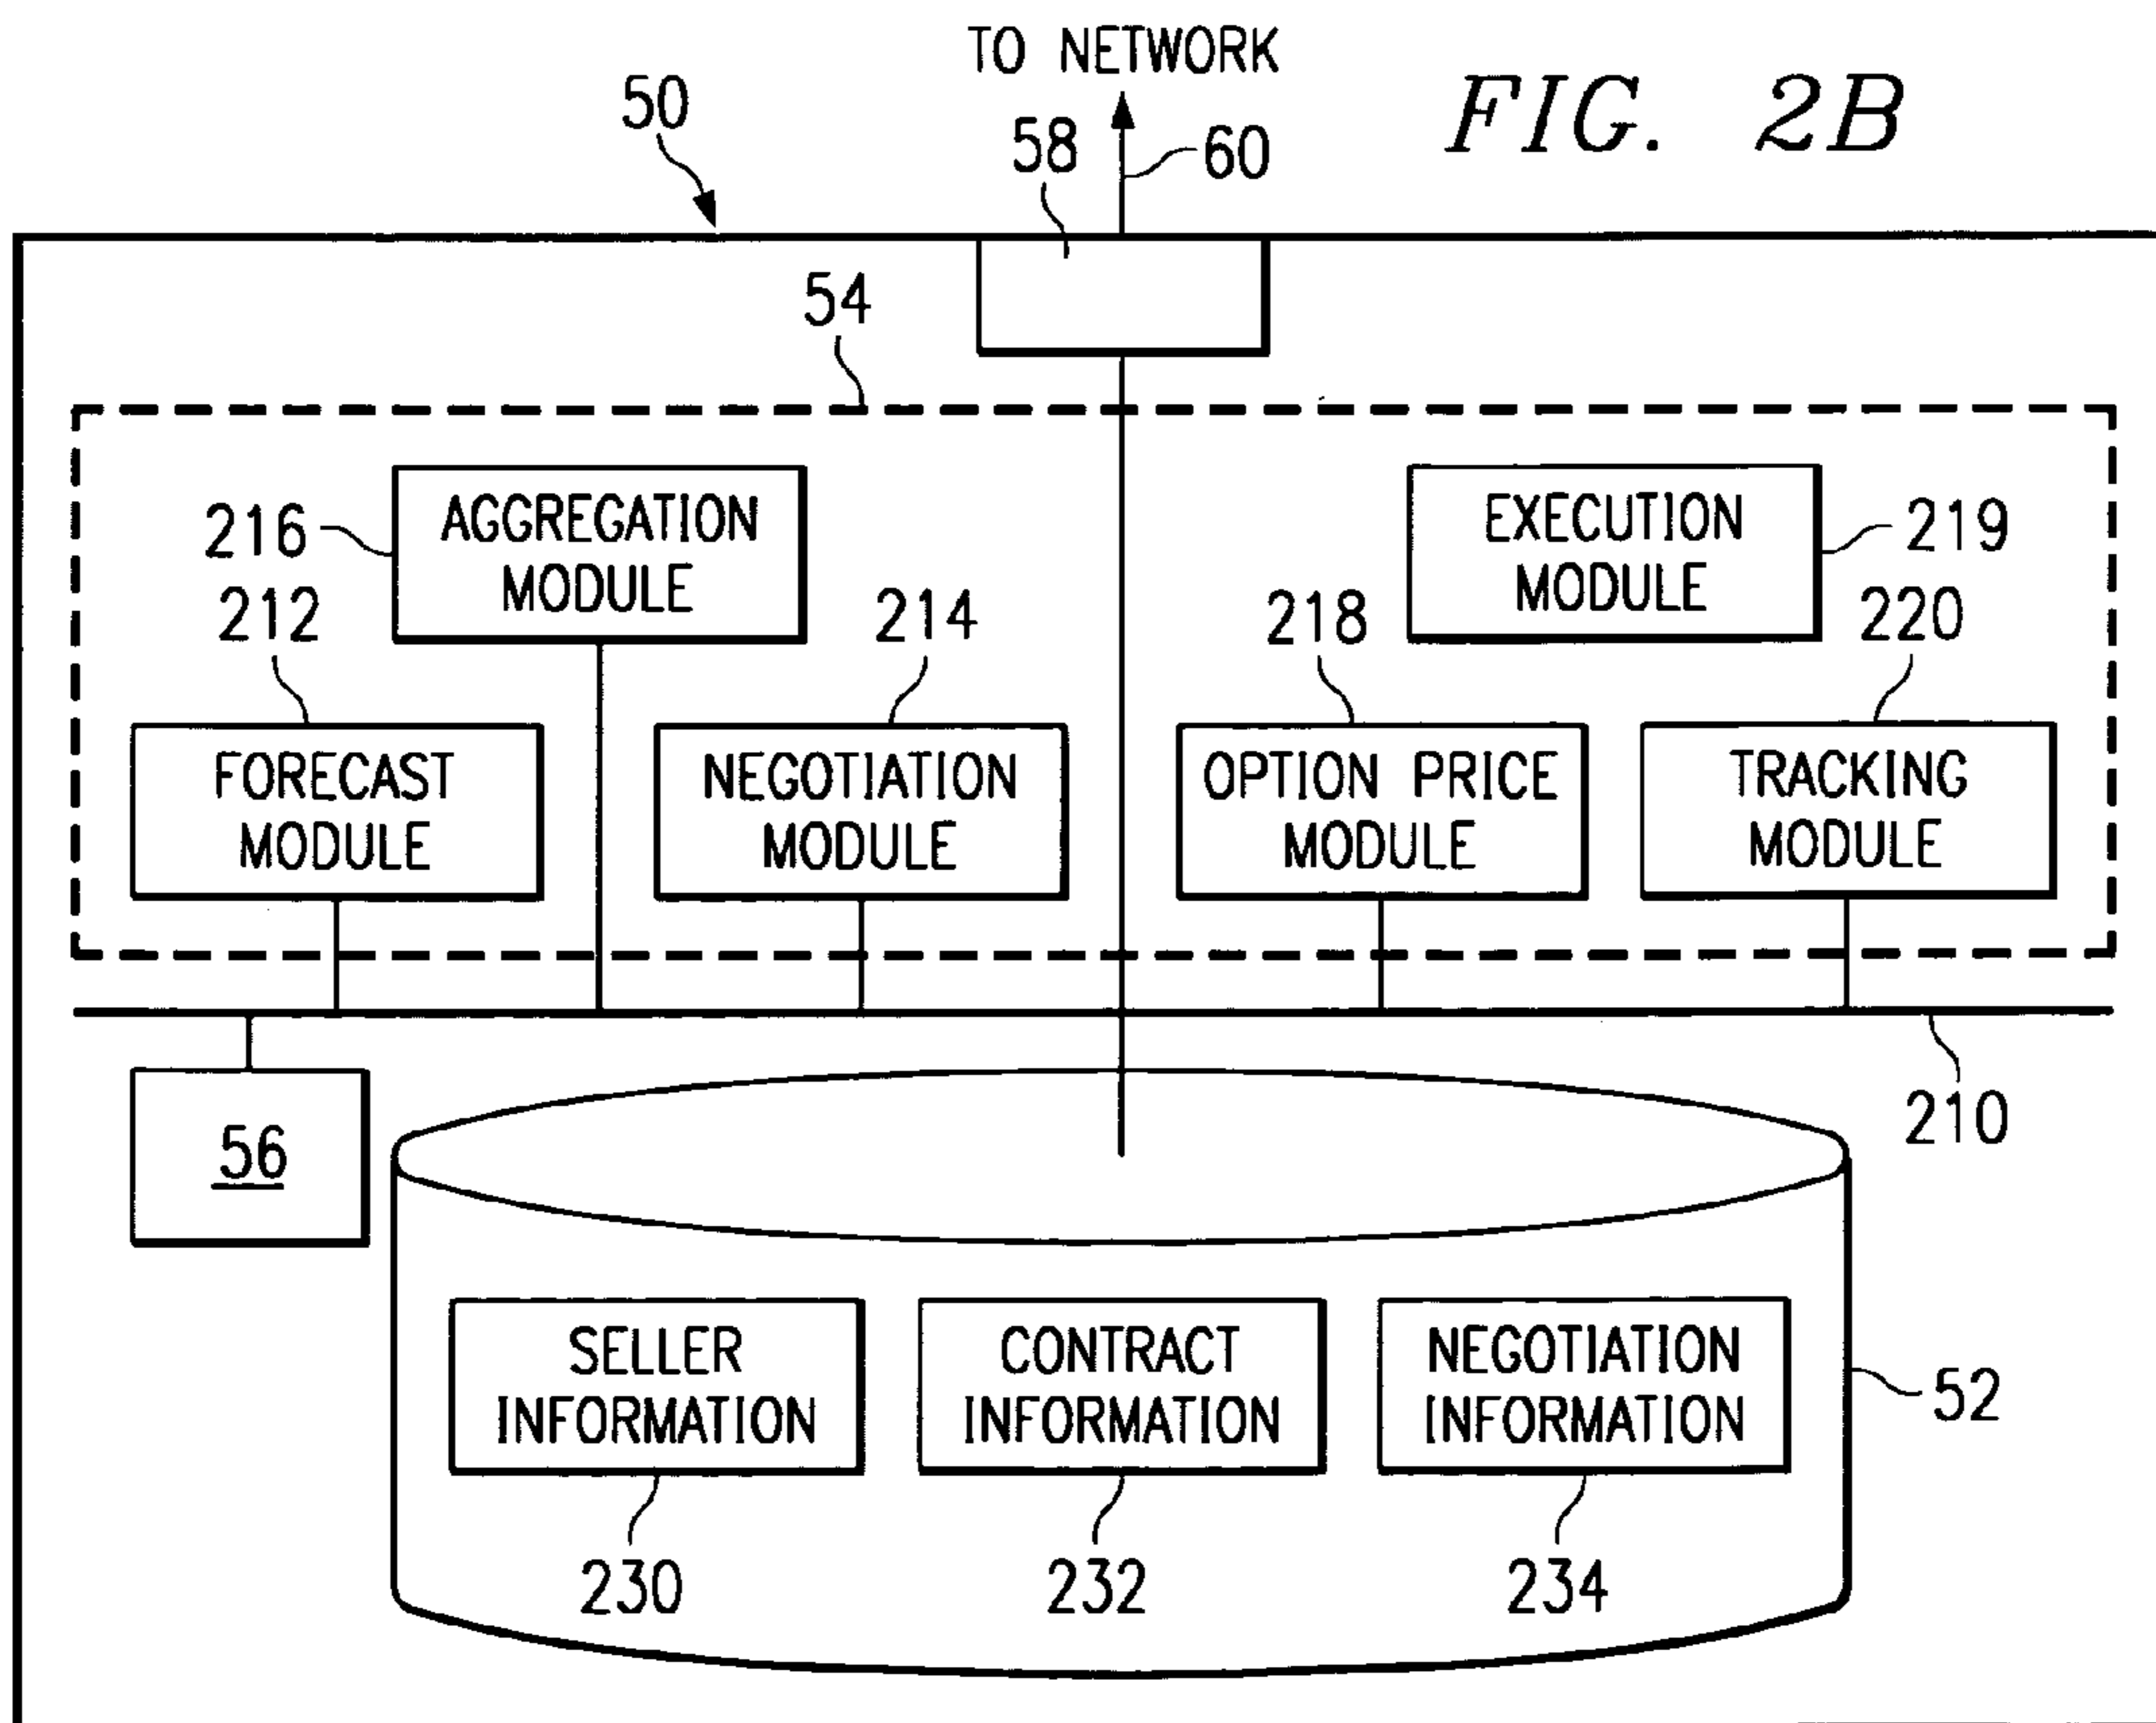 TO NETWORK
FIG. 2B
50
58
60
54
216
AGGREGATION
MODULE
EXECUTION
MODULE
219
212
214
218
220
FORECAST
MODULE
NEGOTIATION
MODULE
OPTION PRICE
MODULE
TRACKING
MODULE
210
56
SELLER
INFORMATION
CONTRACT
INFORMATION
NEGOTIATION
INFORMATION
52
230
232
234